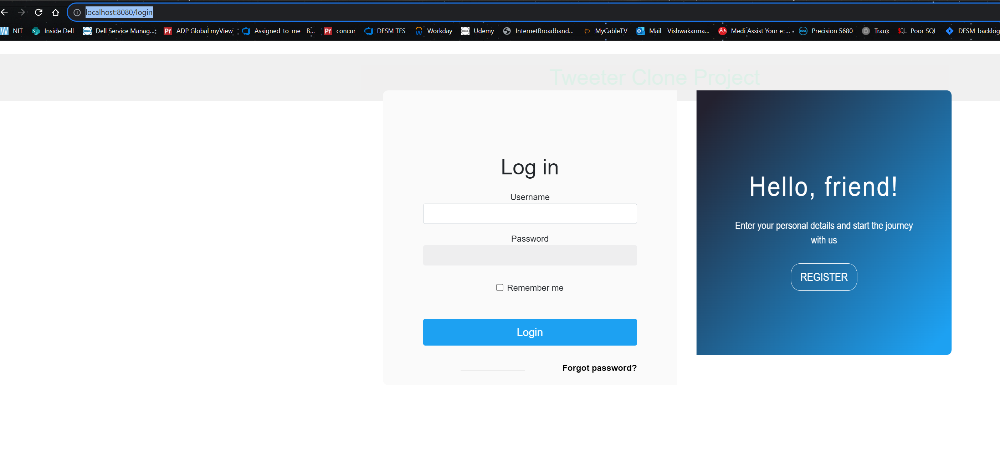 localhost:8080/login
NIT Inside Dell Dell Service Manag... ADP Global myView Assigned_to_me - B... concur DFSM TFS Workday Udemy InternetBroadband... MyCableTV Mail - Vishwakarma... Medi Assist Your e-... Precision 5680 Traux Poor SQL DFSM_backlog
Tweeter Clone Project
Log in
Username
Password
Remember me
Login
Forgot password?
Hello, friend!
Enter your personal details and start the journey
with us
REGISTER